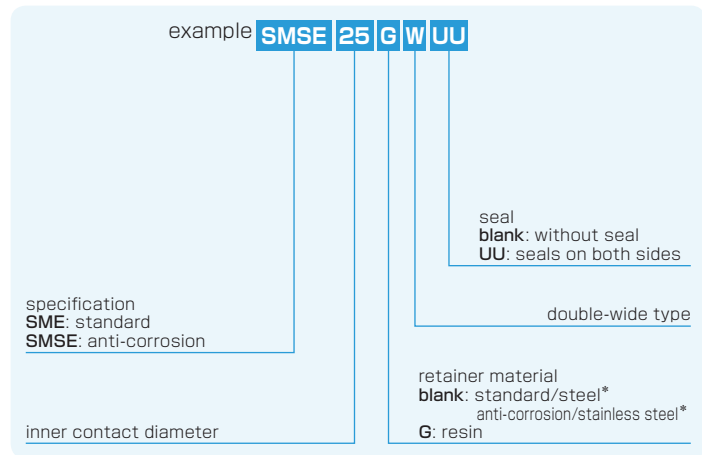 example SMSE 25 G W UU
seal
blank: without seal
UU: seals on both sides
specification
SME: standard
SMSE: anti-corrosion
double-wide type
retainer material
blank: standard/steel*
anti-corrosion/stainless steel*
G: resin
inner contact diameter